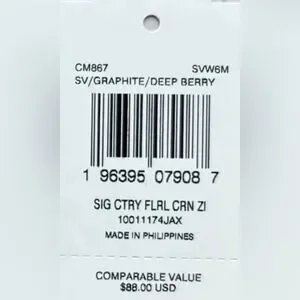 CM867 SVW6M
SV/GRAPHITE/DEEP BERRY
1 96395 07908 7
SIG CTRY FLRL CRN ZI
10011174JAX
MADE IN PHILIPPINES
COMPARABLE VALUE
$88.00 USD